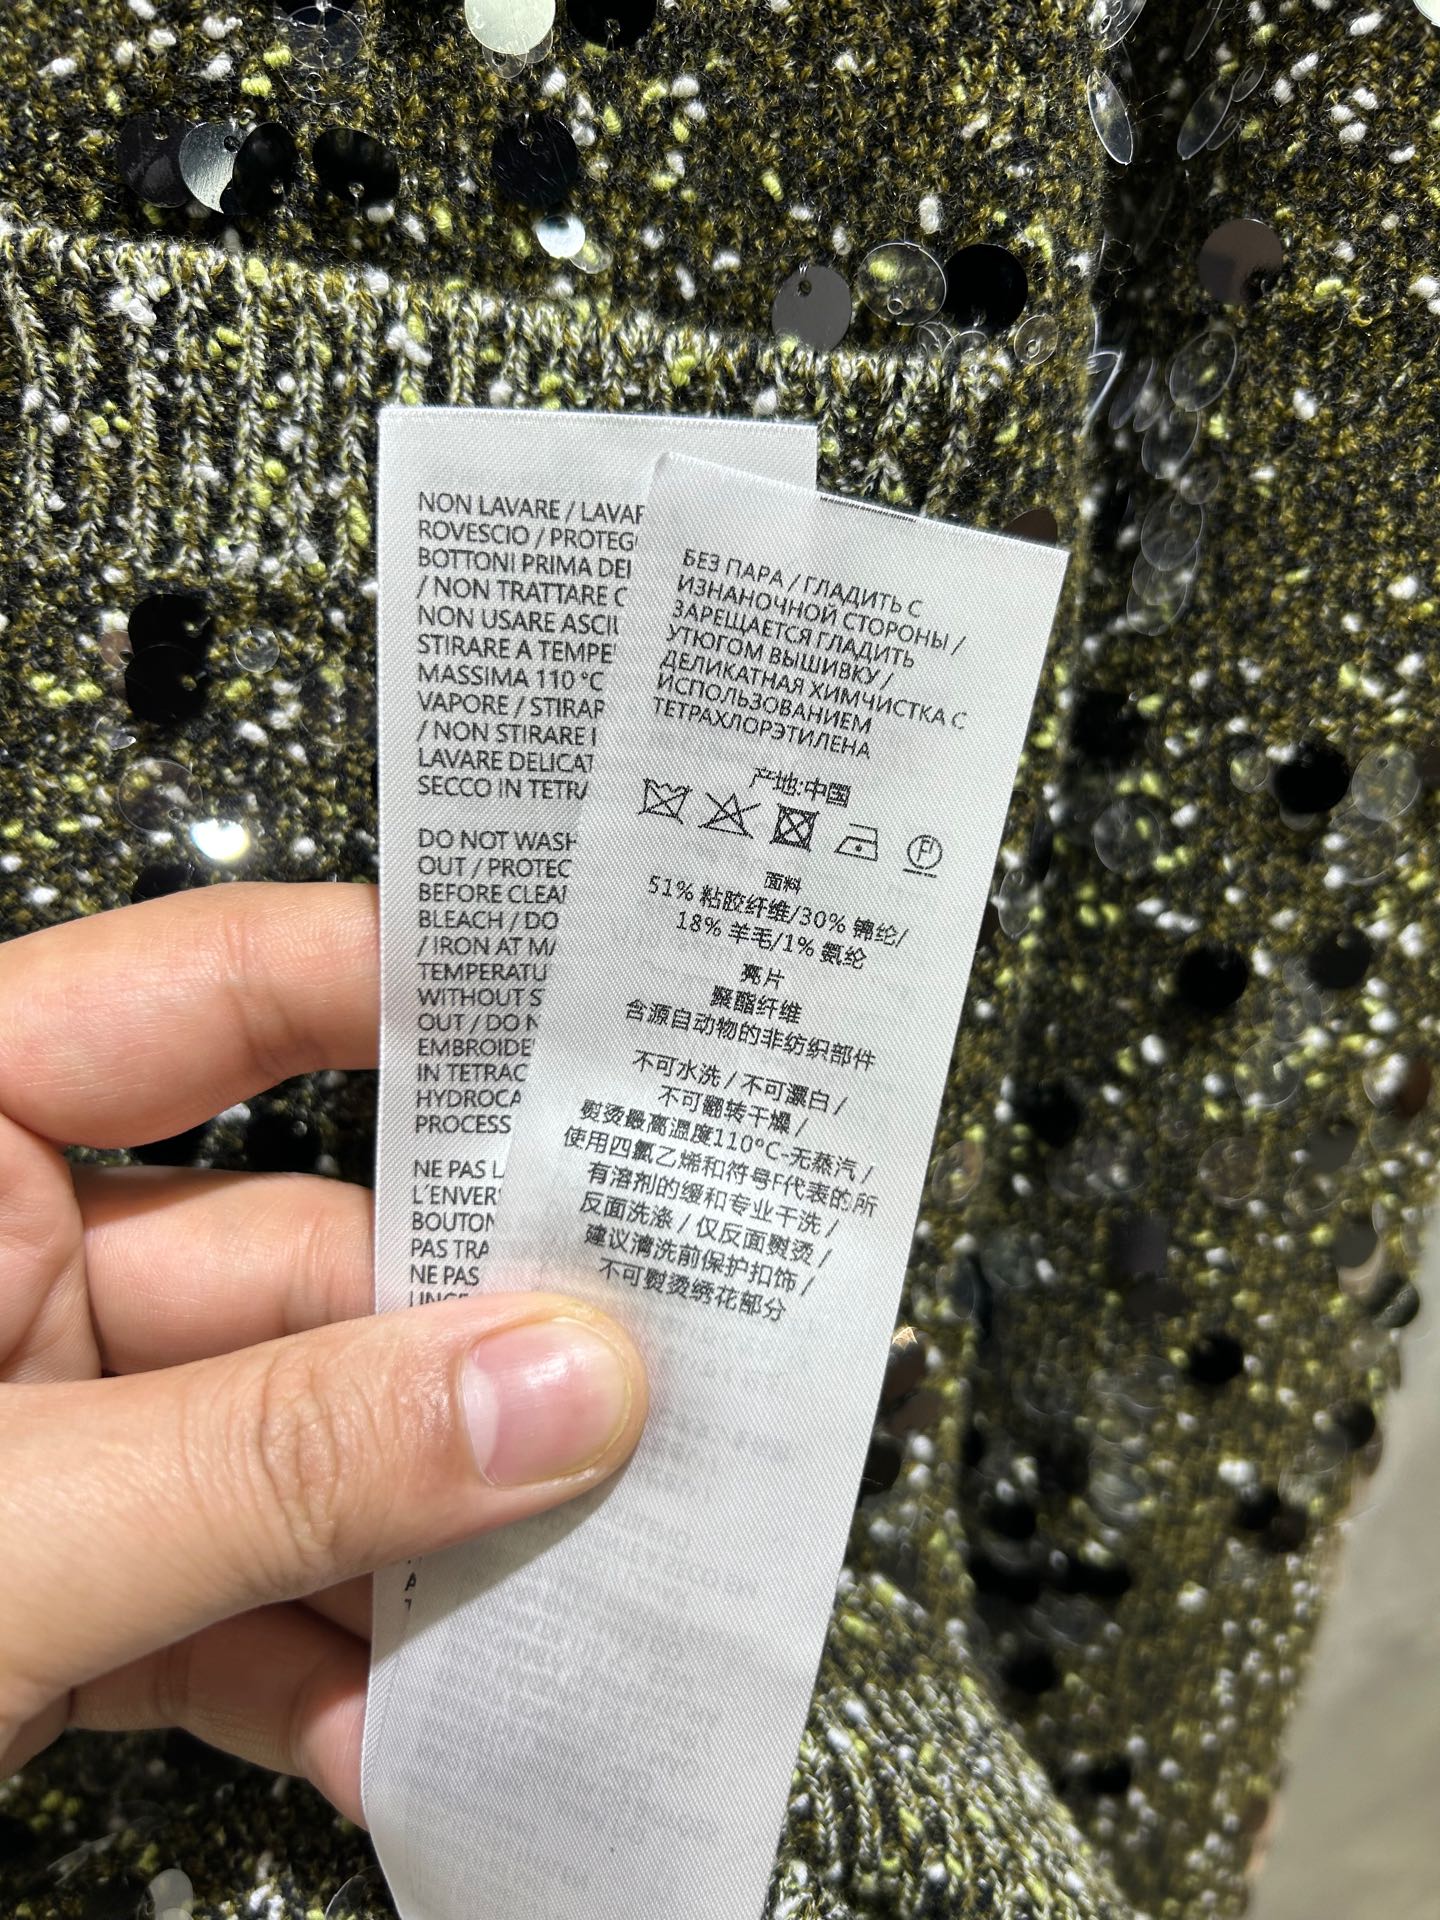 NON LAVARE / LAVAR
ROVESCIO / PROTEG
BOTTONI PRIMA DEL
/ NON TRATTARE C
NON USARE ASCIU
STIRARE A TEMPE
MASSIMA 110 °C
VAPORE / STIRAR
/ NON STIRARE
LAVARE DELICAT
SECCO IN TETRA
DO NOT WASH
OUT / PROTEC
BEFORE CLEA
BLEACH / DO
/ IRON AT MA
TEMPERATU
WITHOUT S
OUT / DO N
EMBROIDE
IN TETRAC
HYDROCA
PROCESS
NE PAS L
L'ENVER
BOUTON
PAS TRA
NE PAS
БЕЗ ПАРА / ГЛАДИТЬ С
ИЗНАНОЧНОЙ СТОРОНЫ /
ЗАРЕЩАЕТСЯ ГЛАДИТЬ
УТЮГОМ ВЫШИВКУ /
ДЕЛИКАТНАЯ ХИМЧИСТКА С
ИСПОЛЬЗОВАНИЕМ
ТЕТРАХЛОРЭТИЛЕНА
产地:中国
F
面料
51% 粘胶纤维/30% 锦纶/
18% 羊毛/1% 氨纶
亮片
聚酯纤维
含源自动物的非纺织部件
不可水洗 / 不可漂白 /
不可翻转干燥 /
熨烫最高温度110°C-无蒸汽 /
使用四氯乙烯和符号F代表的所
有溶剂的缓和专业干洗 /
反面洗涤 / 仅反面熨烫 /
建议清洗前保护扣饰 /
不可熨烫绣花部分